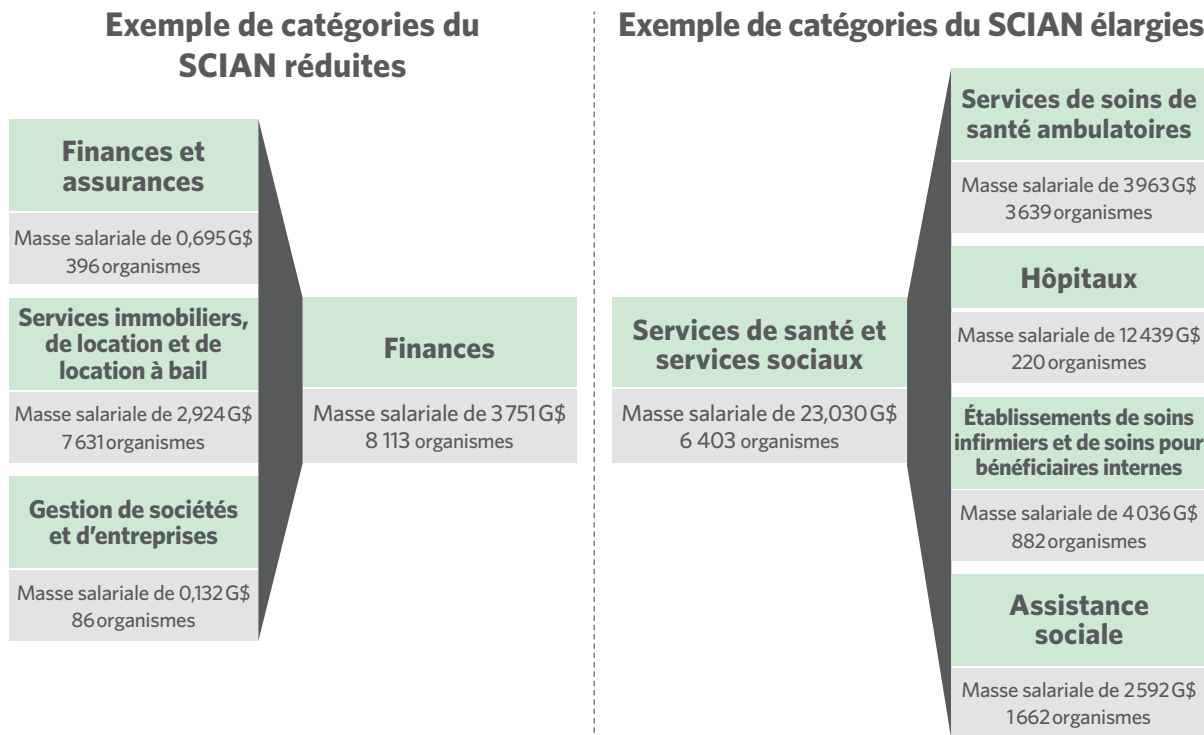 Exemple de catégories du
SCIAN réduites
Finances et
assurances
Masse salariale de 0,695 G$
396 organismes
Services immobiliers,
de location et de
location à bail
Masse salariale de 2,924 G$
7 631 organismes
Gestion de sociétés
et d'entreprises
Masse salariale de 0,132 G$
86 organismes
Finances
Masse salariale de 3 751 G$
8 113 organismes
Exemple de catégories du SCIAN élargies
Services de santé et
services sociaux
Masse salariale de 23,030 G$
6 403 organismes
Services de soins de
santé ambulatoires
Masse salariale de 3 963 G$
3 639 organismes
Hôpitaux
Masse salariale de 12 439 G$
220 organismes
Établissements de soins
infirmiers et de soins pour
bénéficiaires internes
Masse salariale de 4 036 G$
882 organismes
Assistance
sociale
Masse salariale de 2 592 G$
1 662 organismes